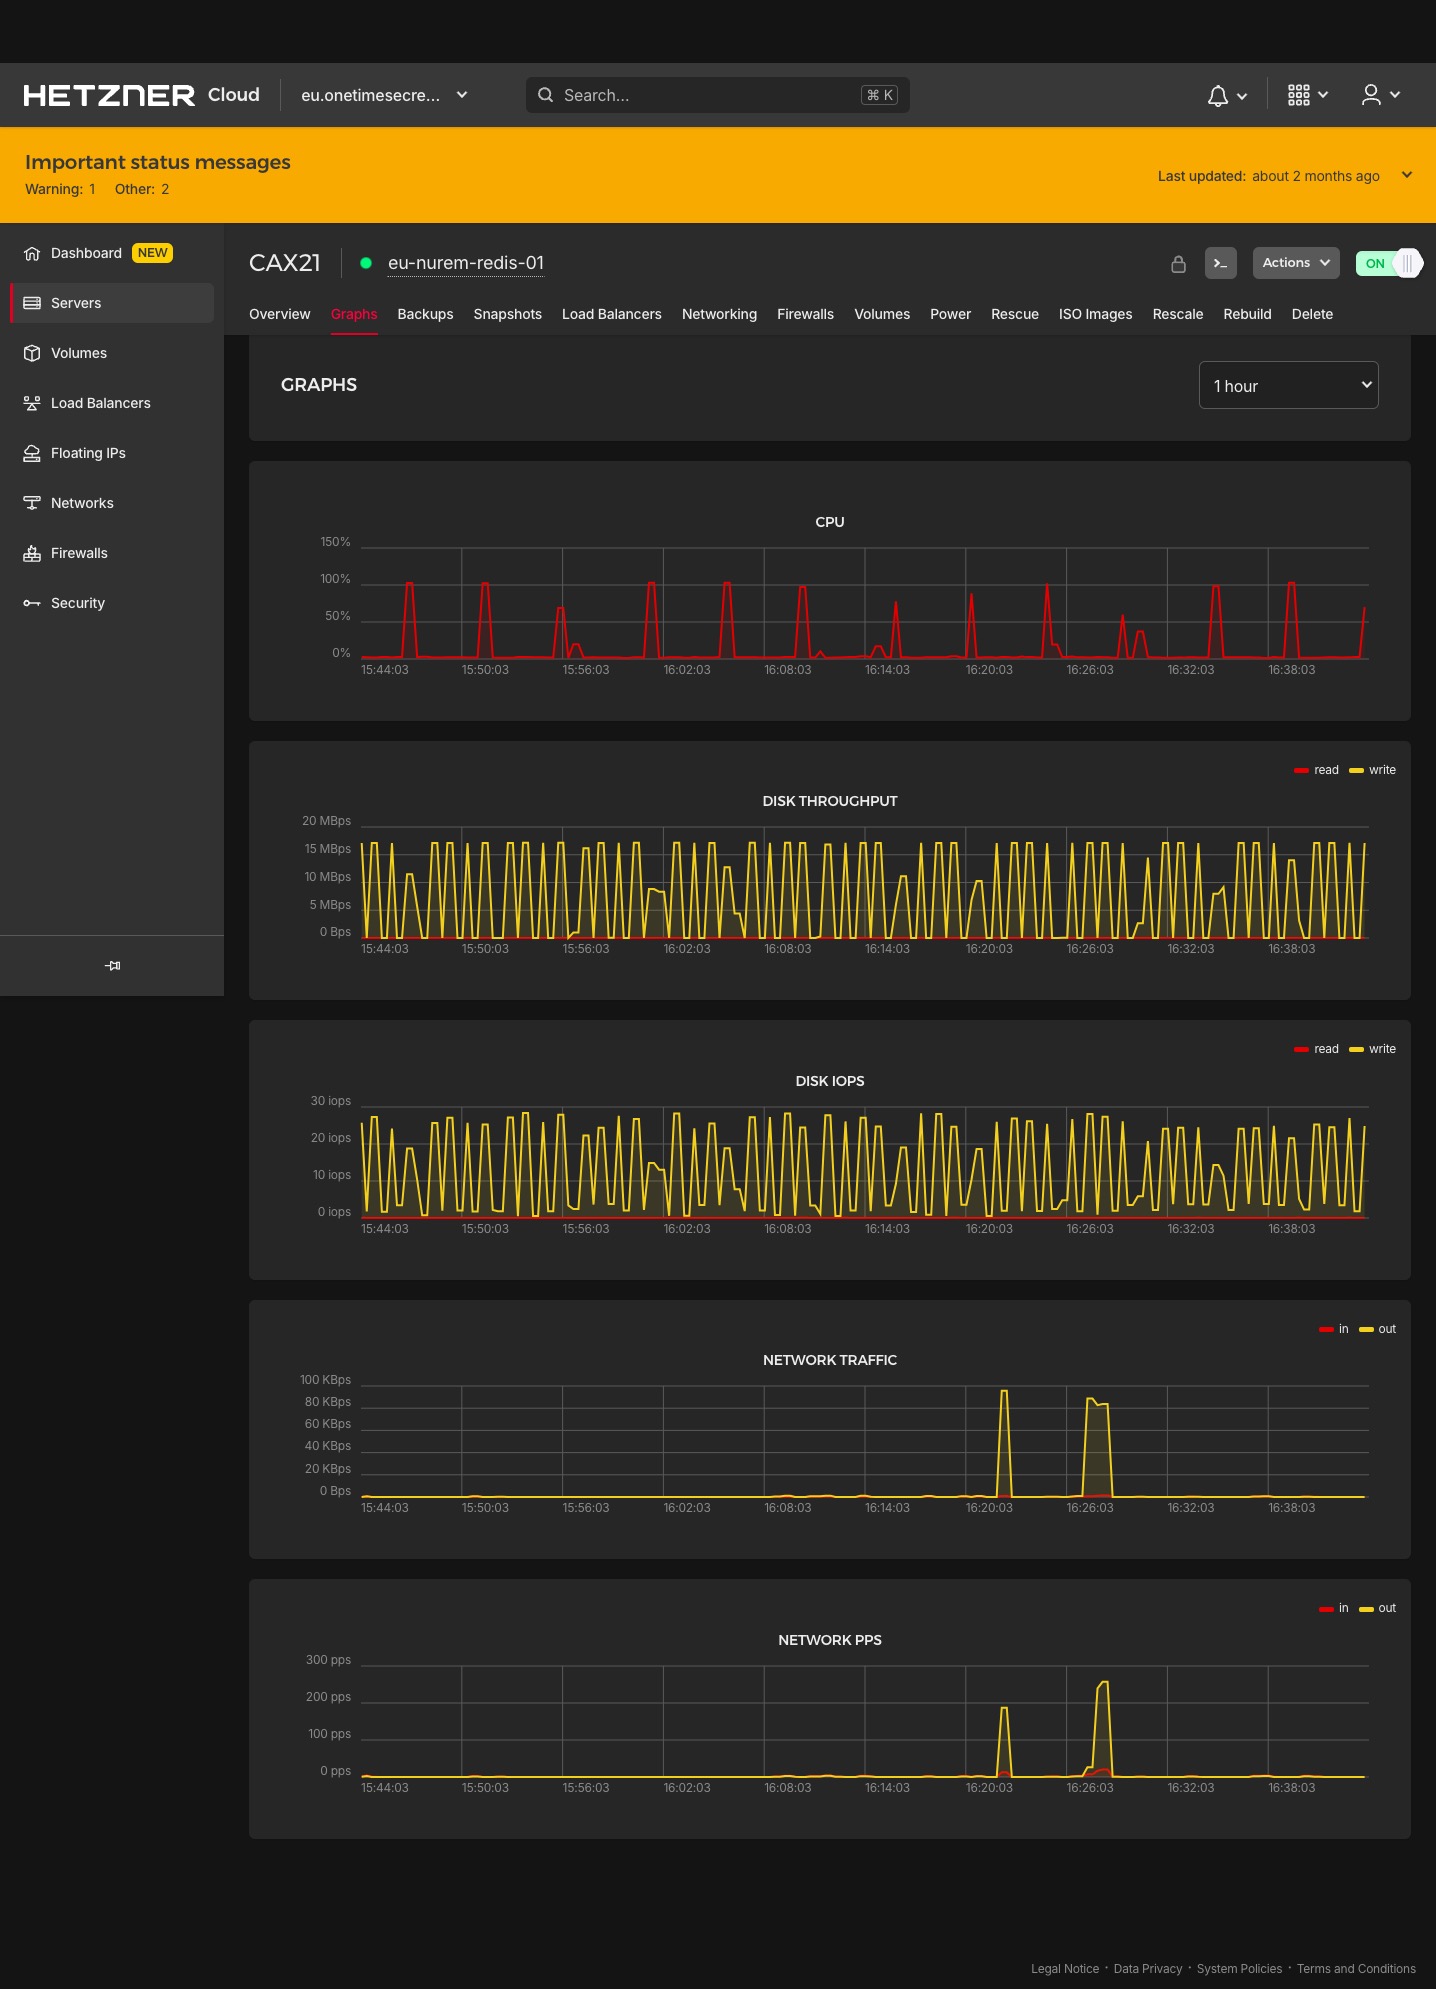 HETZNER Cloud eu.onetimesecre... Search... ⌘ K
Important status messages
Warning: 1 Other: 2
Last updated: about 2 months ago
Dashboard NEW
Servers
Volumes
Load Balancers
Floating IPs
Networks
Firewalls
Security
CAX21 eu-nurem-redis-01 >_ Actions ON
Overview Graphs Backups Snapshots Load Balancers Networking Firewalls Volumes Power Rescue ISO Images Rescale Rebuild Delete
GRAPHS 1 hour
CPU
150%
100%
50%
0%
15:44:03 15:50:03 15:56:03 16:02:03 16:08:03 16:14:03 16:20:03 16:26:03 16:32:03 16:38:03
read write
DISK THROUGHPUT
20 MBps
15 MBps
10 MBps
5 MBps
0 Bps
15:44:03 15:50:03 15:56:03 16:02:03 16:08:03 16:14:03 16:20:03 16:26:03 16:32:03 16:38:03
read write
DISK IOPS
30 iops
20 iops
10 iops
0 iops
15:44:03 15:50:03 15:56:03 16:02:03 16:08:03 16:14:03 16:20:03 16:26:03 16:32:03 16:38:03
in out
NETWORK TRAFFIC
100 KBps
80 KBps
60 KBps
40 KBps
20 KBps
0 Bps
15:44:03 15:50:03 15:56:03 16:02:03 16:08:03 16:14:03 16:20:03 16:26:03 16:32:03 16:38:03
in out
NETWORK PPS
300 pps
200 pps
100 pps
0 pps
15:44:03 15:50:03 15:56:03 16:02:03 16:08:03 16:14:03 16:20:03 16:26:03 16:32:03 16:38:03
Legal Notice · Data Privacy · System Policies · Terms and Conditions